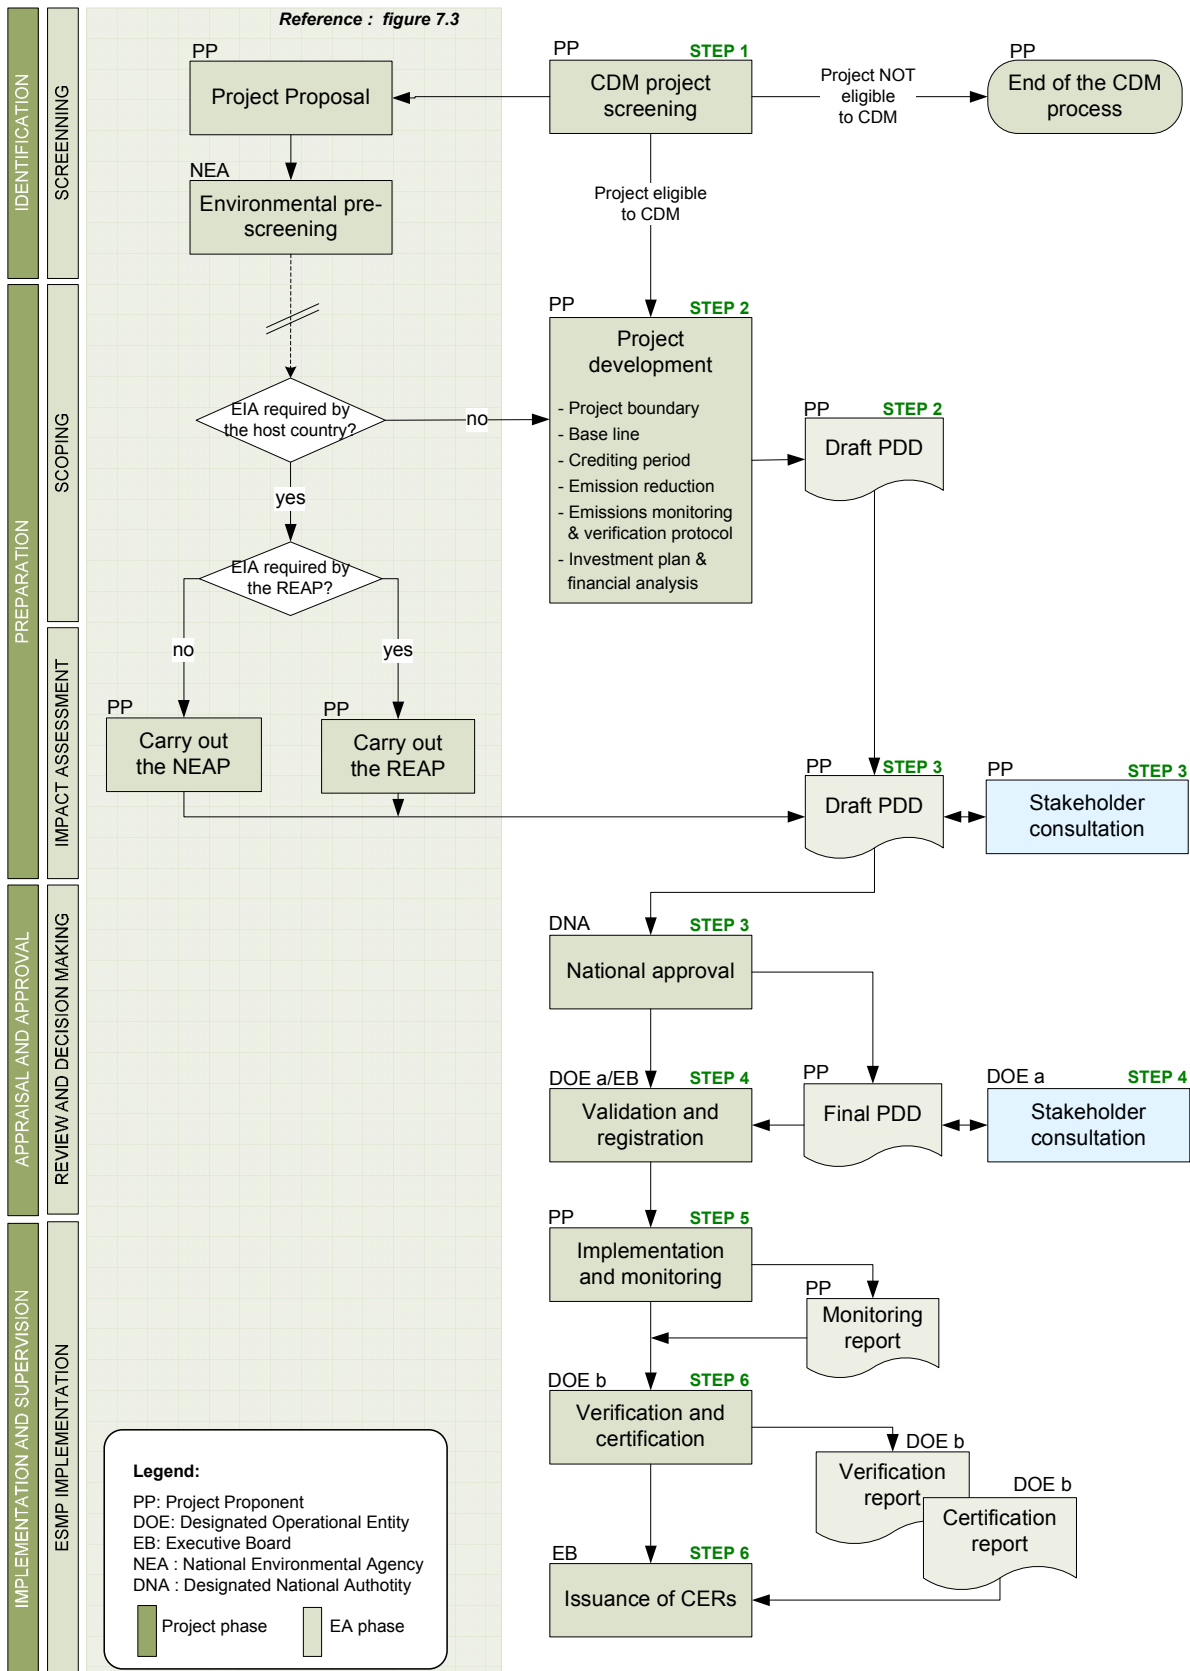 Reference :  figure 7.3
IDENTIFICATION
SCREENNING
PP
Project Proposal
PP
STEP 1
CDM project
screening
Project NOT
eligible
to CDM
PP
End of the CDM
process
NEA
Environmental pre-
screening
Project eligible
to CDM
PREPARATION
SCOPING
EIA required by
the host country?
no
yes
EIA required by
the REAP?
no
yes
PP
STEP 2
Project
development
- Project boundary
- Base line
- Crediting period
- Emission reduction
- Emissions monitoring
& verification protocol
- Investment plan &
financial analysis
PP
STEP 2
Draft PDD
IMPACT ASSESSMENT
PP
Carry out
the NEAP
PP
Carry out
the REAP
PP
STEP 3
Draft PDD
PP
STEP 3
Stakeholder
consultation
APPRAISAL AND APPROVAL
REVIEW AND DECISION MAKING
DNA
STEP 3
National approval
DOE a/EB
STEP 4
Validation and
registration
PP
Final PDD
DOE a
STEP 4
Stakeholder
consultation
IMPLEMENTATION AND SUPERVISION
ESMP IMPLEMENTATION
PP
STEP 5
Implementation
and monitoring
PP
Monitoring
report
DOE b
STEP 6
Verification and
certification
DOE b
Verification
report
DOE b
Certification
report
EB
STEP 6
Issuance of CERs
Legend:
PP: Project Proponent
DOE: Designated Operational Entity
EB: Executive Board
NEA : National Environmental Agency
DNA : Designated National Authotity
Project phase
EA phase